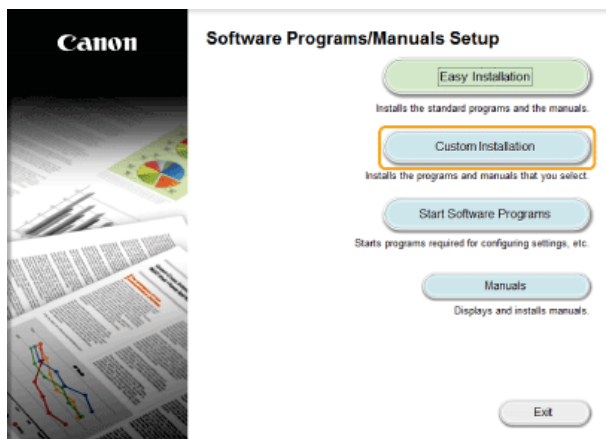 Canon
Software Programs/Manuals Setup
Easy Installation
Installs the standard programs and the manuals.
Custom Installation
Installs the programs and manuals that you select.
Start Software Programs
Starts programs required for configuring settings, etc.
Manuals
Displays and installs manuals.
Exit